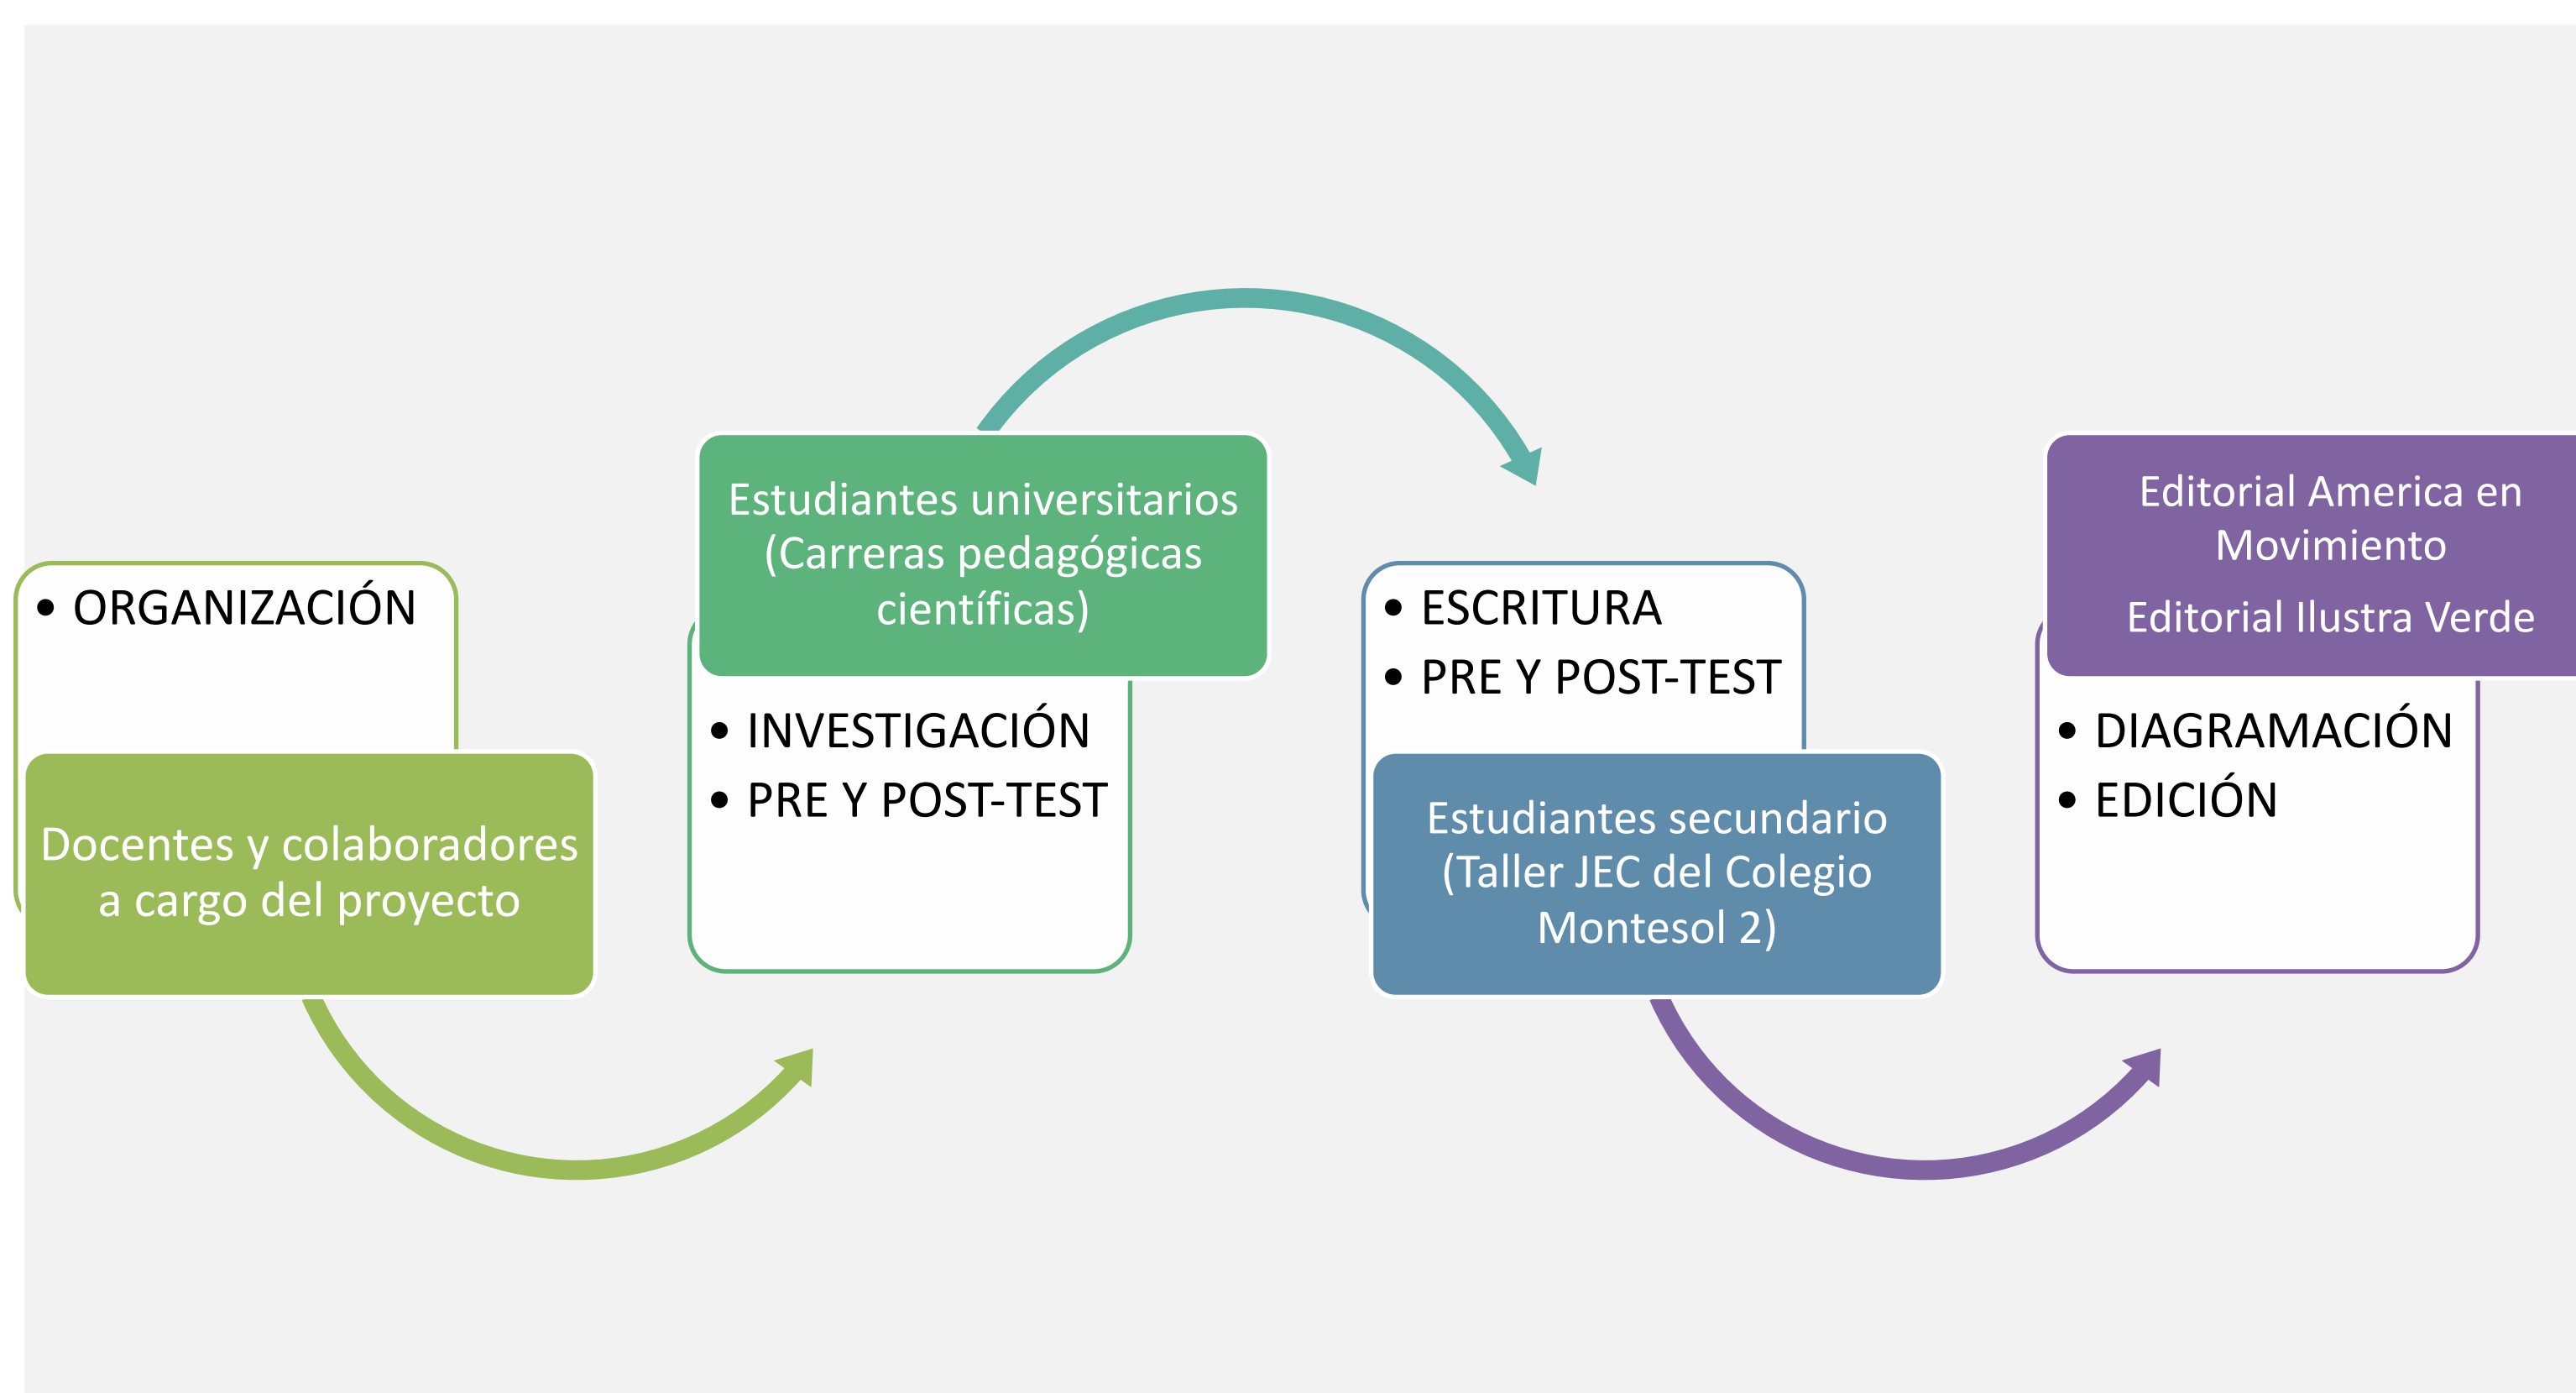 • ORGANIZACIÓN
Docentes y colaboradores
a cargo del proyecto
Estudiantes universitarios
(Carreras pedagógicas
científicas)
• INVESTIGACIÓN
• PRE Y POST-TEST
• ESCRITURA
• PRE Y POST-TEST
Estudiantes secundario
(Taller JEC del Colegio
Montesol 2)
Editorial America en
Movimiento
Editorial Ilustra Verde
• DIAGRAMACIÓN
• EDICIÓN